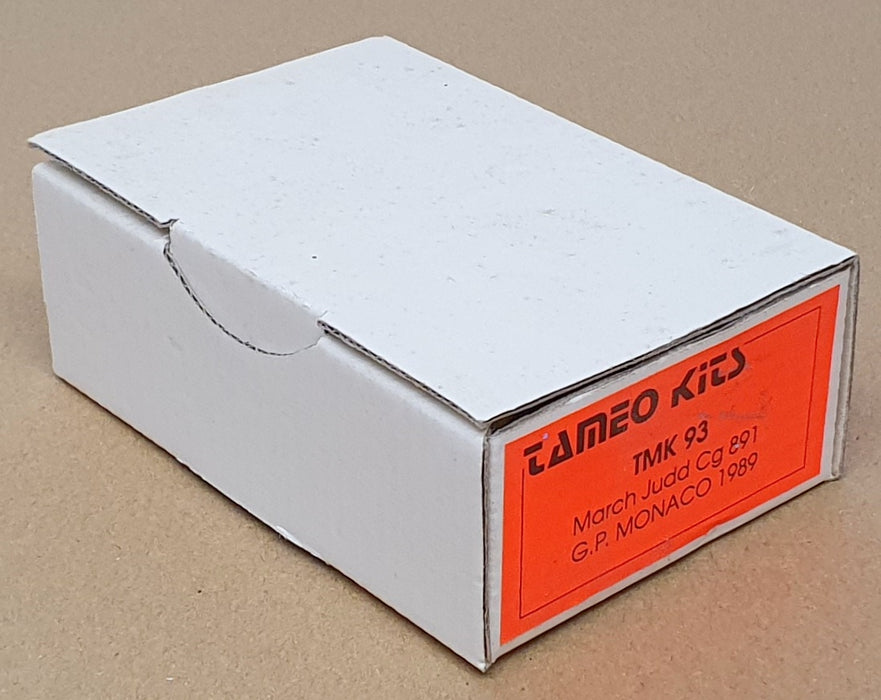 TAMEO KiTS
TMK 93
March Judd Cg 891
G.P. MONACO 1989